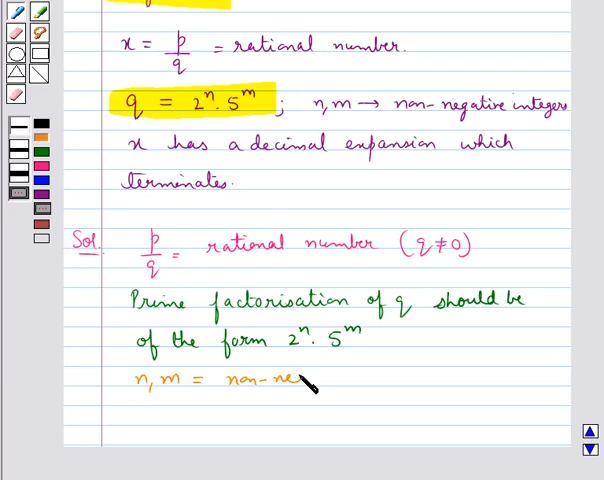 x = p/q = rational number.
q = 2ⁿ · 5ᵐ ; n,m → non-negative integers
x has a decimal expansion which
terminates.
Sol. p/q = rational number (q ≠ 0)
Prime factorisation of q should be
of the form 2ⁿ · 5ᵐ
n, m = non-ne